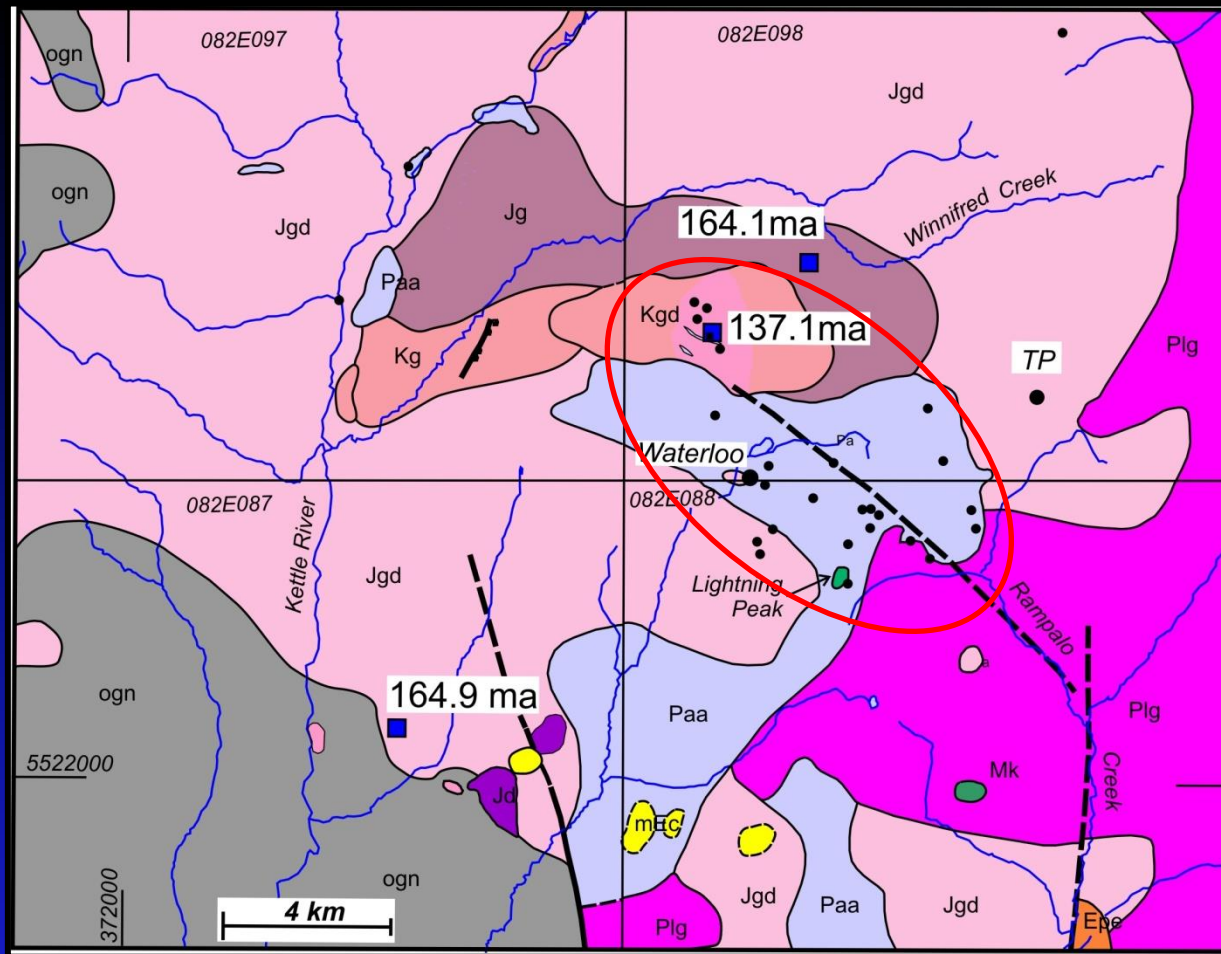 ogn
082E097
082E098
Jgd
ogn
Jgd
Jg
Winnifred Creek
164.1ma
Paa
Kgd
137.1ma
Kg
TP
Plg
Pa
Waterloo
082E087
082E088
Kettle River
Jgd
Lightning
Peak
Rampalo
ogn
164.9 ma
Paa
Plg
5522000
Mk
Creek
Jd
ogn
372000
4 km
Plg
Jgd
Paa
Jgd
Epe